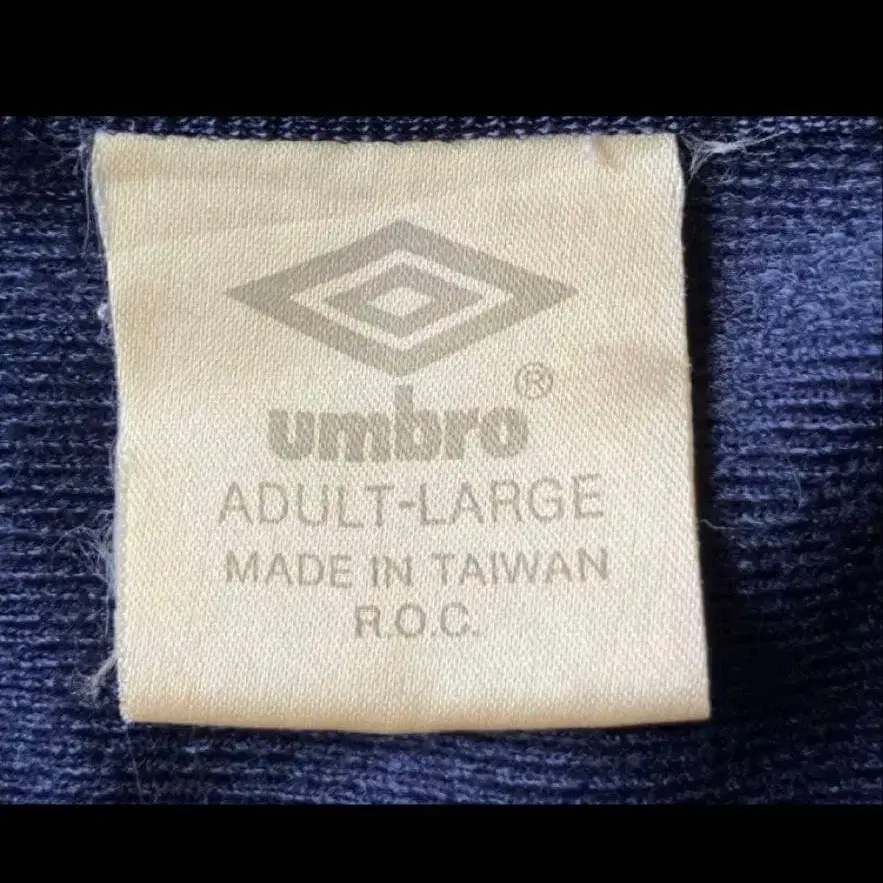 umbro®
ADULT-LARGE
MADE IN TAIWAN
R.O.C.